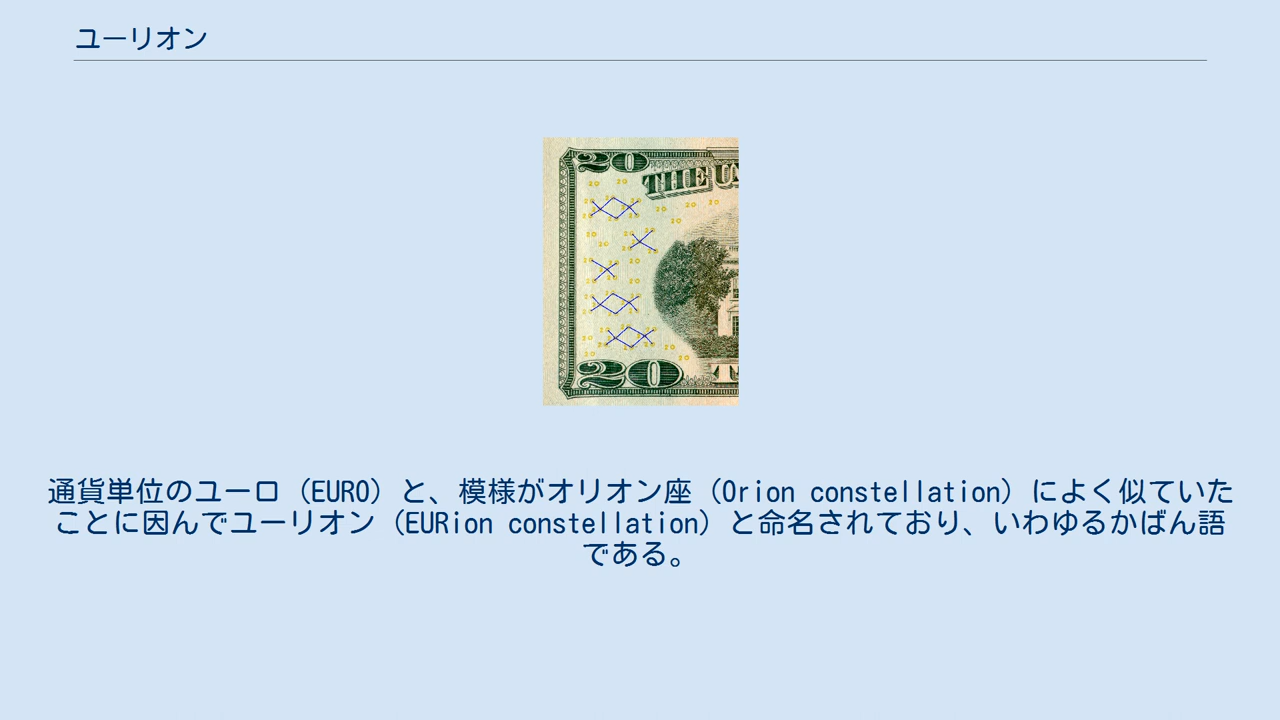 ユーリオン
20
THE U
20
T
通貨単位のユーロ（EURO）と、模様がオリオン座（Orion constellation）によく似ていた
ことに因んでユーリオン（EURion constellation）と命名されており、いわゆるかばん語
である。